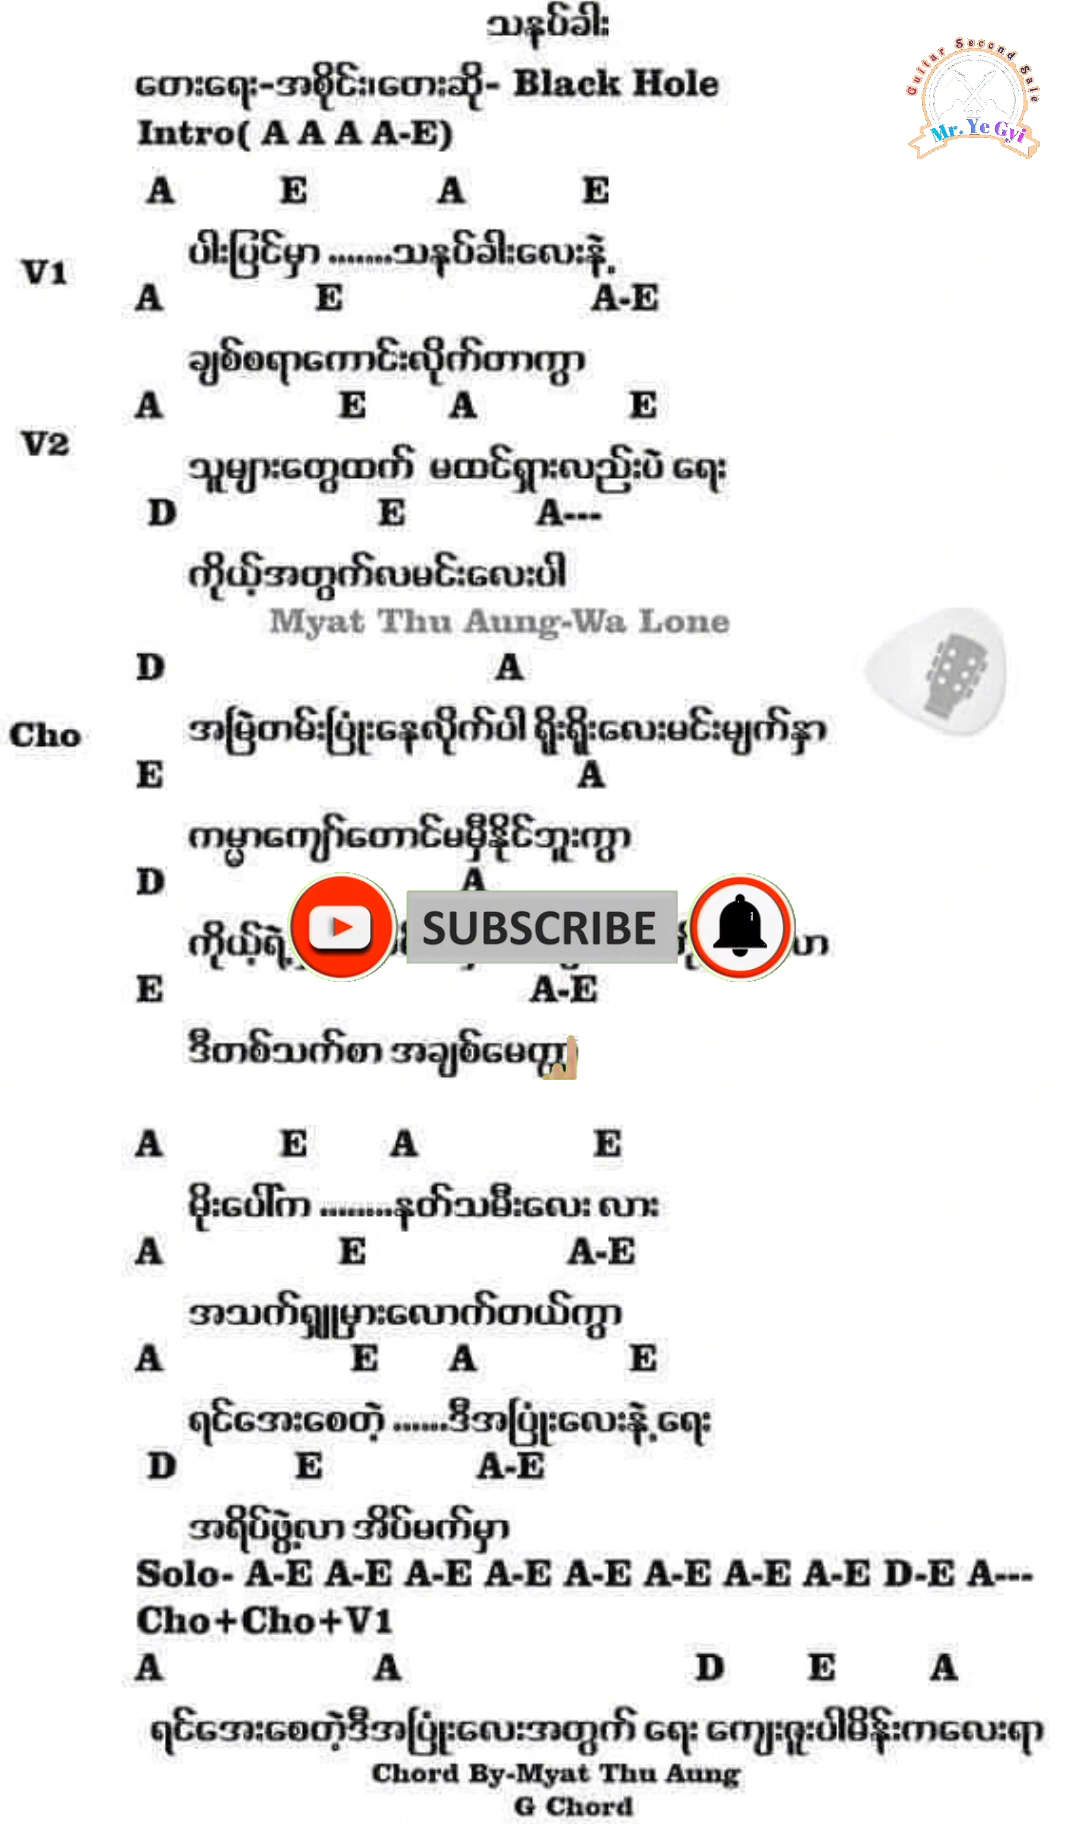 သနပ်ခါး
Guitar Second Sale
Mr. Ye Gyi
တေးရေး-အစိုင်း၊တေးဆို- Black Hole
Intro( A A A A-E)
A E A E
V1 ပါးပြင်မှာ .......သနပ်ခါးလေးနဲ့
A E A-E
ချစ်စရာကောင်းလိုက်တာကွာ
A E A E
V2 သူများတွေထက် မထင်ရှားလည်းပဲ ရေး
D E A---
ကိုယ့်အတွက်လမင်းလေးပါ
Myat Thu Aung-Wa Lone
D A
Cho အမြဲတမ်းပြုံးနေလိုက်ပါ ရိုးရိုးလေးမင်းမျက်နှာ
E A
ကမ္ဘာကျော်တောင်မမှီနိုင်ဘူးကွာ
D A
ကိုယ့်ရဲ့
SUBSCRIBE
E A-E
ဒီတစ်သက်စာ အချစ်မေတ္တာ
A E A E
မိုးပေါ်က .........နတ်သမီးလေး လား
A E A-E
အသက်ရှူမှားလောက်တယ်ကွာ
A E A E
ရင်အေးစေတဲ့ ......ဒီအပြုံးလေးနဲ့ ရေး
D E A-E
အရိပ်ဖွဲ့လာ အိပ်မက်မှာ
Solo- A-E A-E A-E A-E A-E A-E A-E A-E D-E A---
Cho+Cho+V1
A A D E A
ရင်အေးစေတဲ့ဒီအပြုံးလေးအတွက် ရေး ကျေးဇူးပါမိန်းကလေးရာ
Chord By-Myat Thu Aung
G Chord